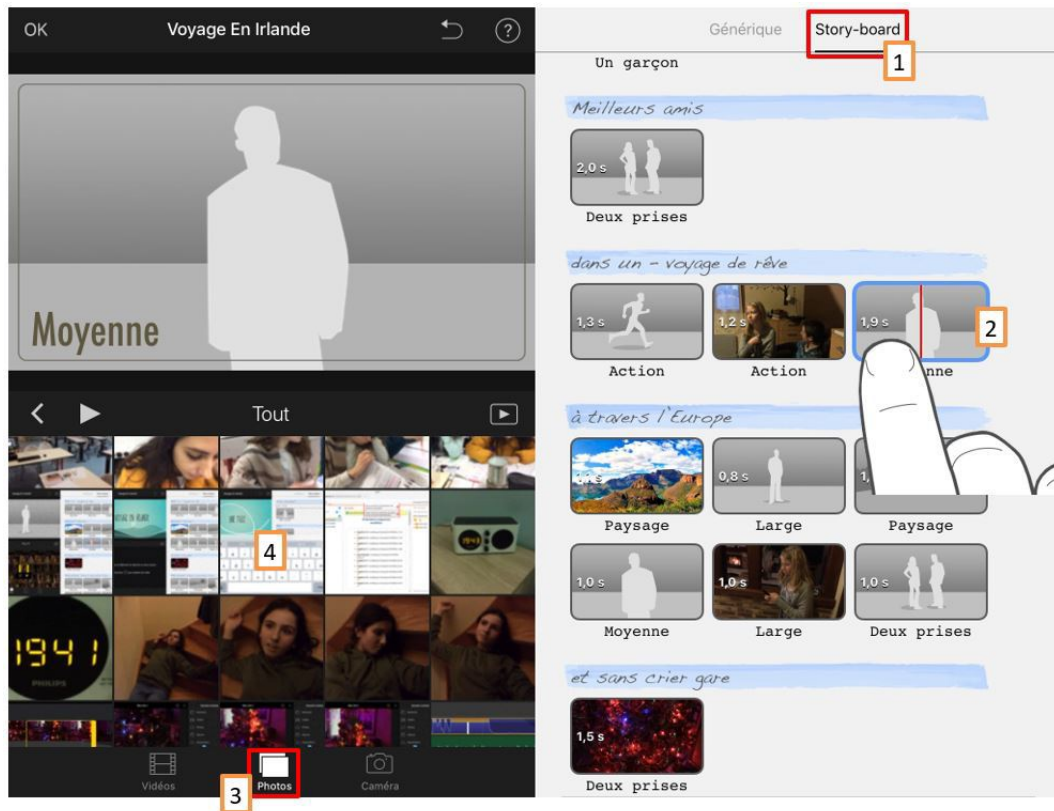 OK
Voyage En Irlande
?
Moyenne
Tout
1941
PHILIPS
4
Vidéos
Photos
Caméra
3
Générique
Story-board
1
Un garçon
Meilleurs amis
2,0 s
Deux prises
dans un - voyage de rêve
1,3 s
1,2 s
1,9 s
2
Action
Action
nne
à travers l'Europe
0,8 s
Paysage
Large
Paysage
1,0 s
1,0 s
1,0 s
Moyenne
Large
Deux prises
et sans crier gare
1,5 s
Deux prises